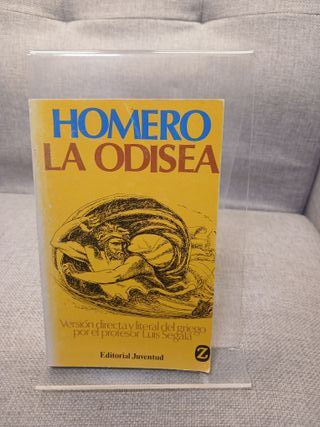 HOMERO
LA ODISEA
Versión directa y literal del griego
por el profesor Luis Segalá
Editorial Juventud
Z